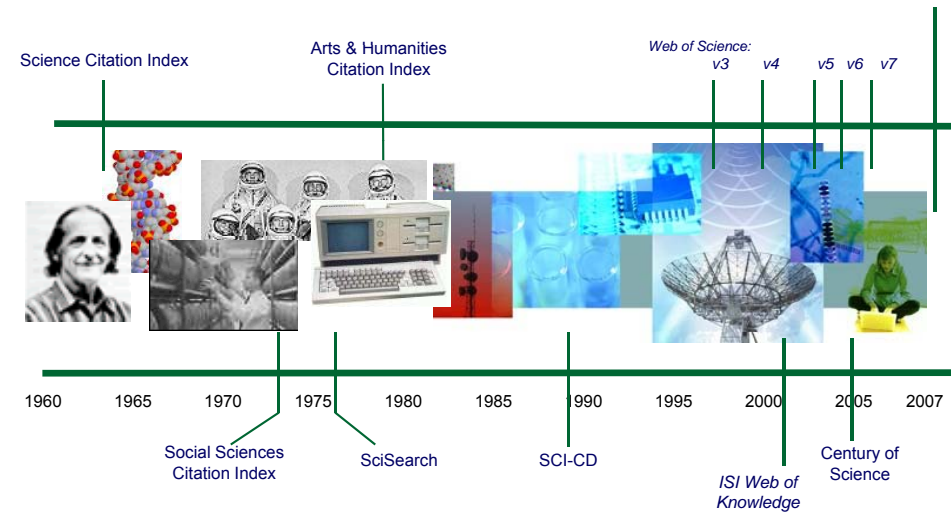 Science Citation Index
Arts & Humanities
Citation Index
Web of Science:
v3 v4 v5 v6 v7
1960 1965 1970 1975 1980 1985 1990 1995 2000 2005 2007
Social Sciences
Citation Index
SciSearch
SCI-CD
ISI Web of
Knowledge
Century of
Science